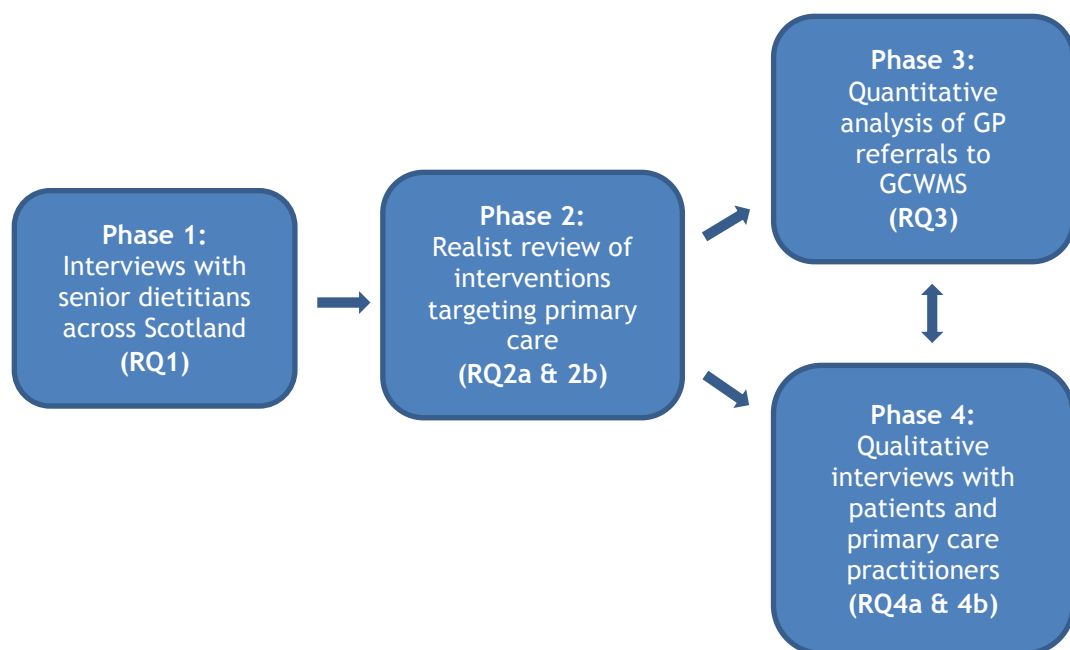 Phase 1:
Interviews with
senior dietitians
across Scotland
(RQ1)
Phase 2:
Realist review of
interventions
targeting primary
care
(RQ2a & 2b)
Phase 3:
Quantitative
analysis of GP
referrals to
GCWMS
(RQ3)
Phase 4:
Qualitative
interviews with
patients and
primary care
practitioners
(RQ4a & 4b)